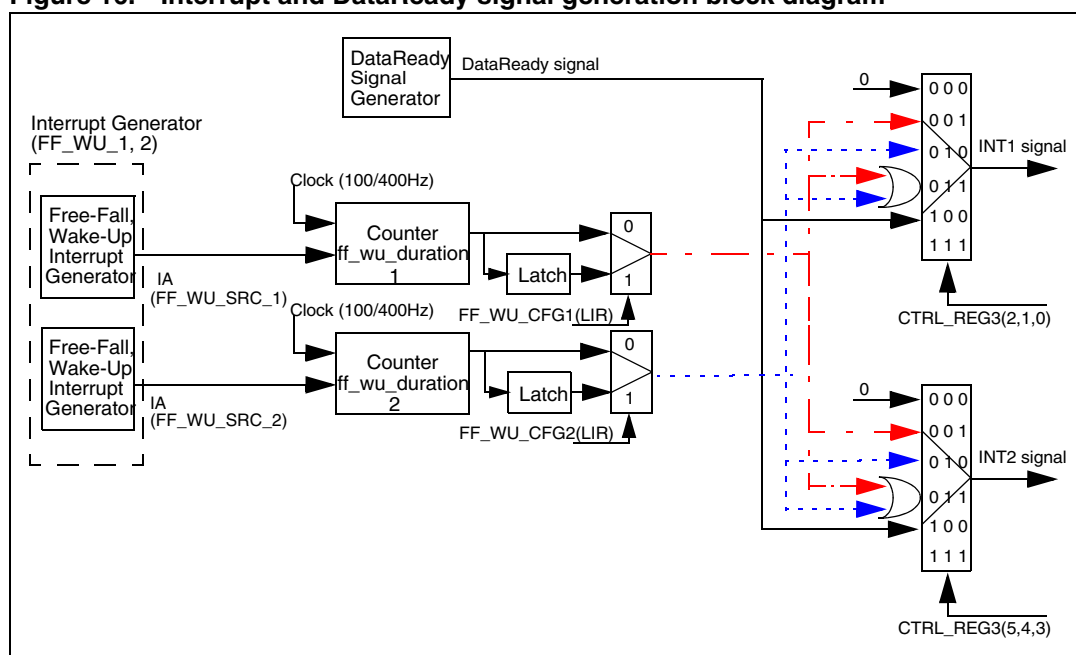 Figure 10. Interrupt and DataReady signal generation block diagram
DataReady
Signal
Generator
DataReady signal
Interrupt Generator
(FF_WU_1, 2)
Free-Fall,
Wake-Up
Interrupt
Generator
IA
(FF_WU_SRC_1)
Clock (100/400Hz)
Counter
ff_wu_duration
1
Latch
0
1
FF_WU_CFG1(LIR)
Free-Fall,
Wake-Up
Interrupt
Generator
IA
(FF_WU_SRC_2)
Clock (100/400Hz)
Counter
ff_wu_duration
2
Latch
0
1
FF_WU_CFG2(LIR)
0
0 0 0
0 0 1
0 1 0
0 1 1
1 0 0
1 1 1
INT1 signal
CTRL_REG3(2,1,0)
0
0 0 0
0 0 1
0 1 0
0 1 1
1 0 0
1 1 1
INT2 signal
CTRL_REG3(5,4,3)